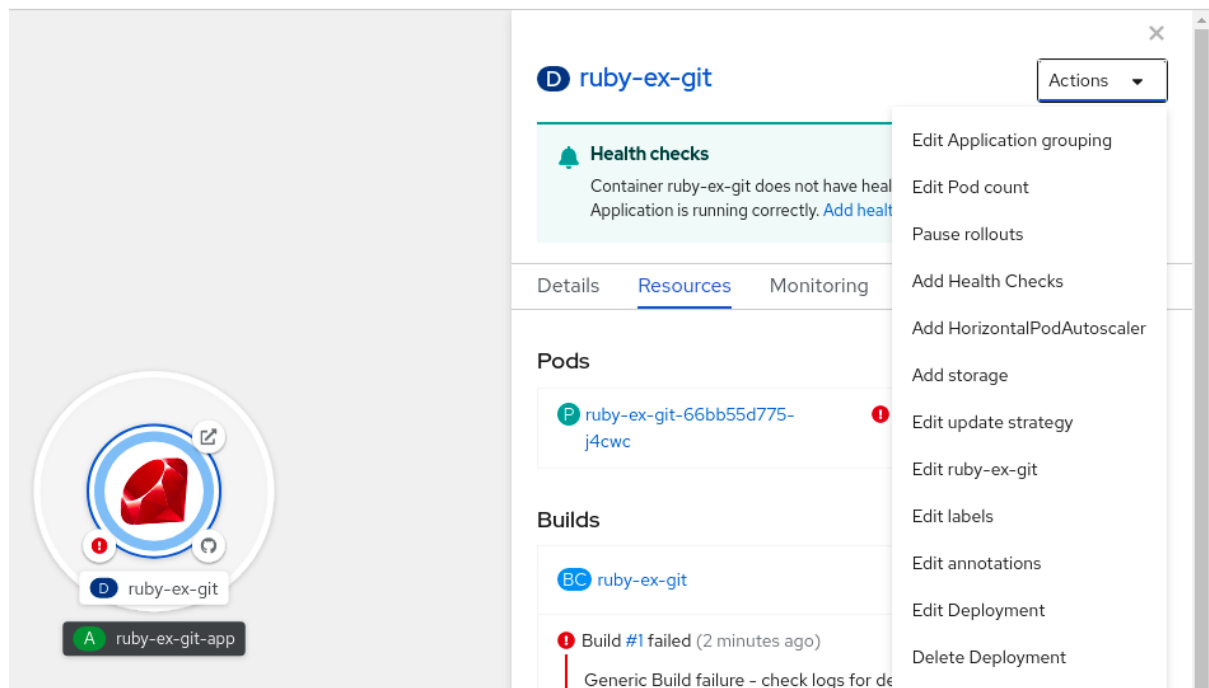 D ruby-ex-git
Actions
Health checks
Container ruby-ex-git does not have heal
Application is running correctly. Add healt
Edit Application grouping
Edit Pod count
Pause rollouts
Add Health Checks
Add HorizontalPodAutoscaler
Add storage
Edit update strategy
Edit ruby-ex-git
Edit labels
Edit annotations
Edit Deployment
Delete Deployment
Details Resources Monitoring
Pods
P ruby-ex-git-66bb55d775-
j4cwc
Builds
BC ruby-ex-git
Build #1 failed (2 minutes ago)
Generic Build failure - check logs for de
D ruby-ex-git
A ruby-ex-git-app